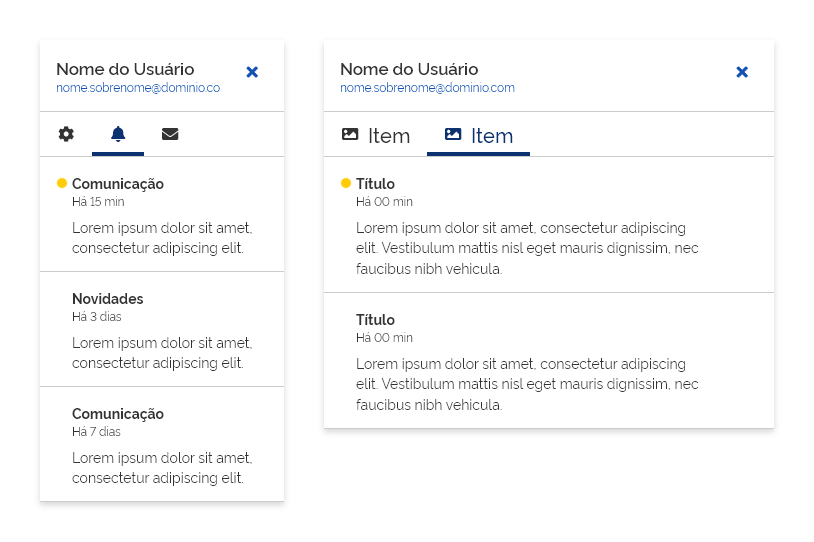 Nome do Usuário
nome.sobrenome@dominio.co
Comunicação
Há 15 min
Lorem ipsum dolor sit amet,
consectetur adipiscing elit.
Novidades
Há 3 dias
Lorem ipsum dolor sit amet,
consectetur adipiscing elit.
Comunicação
Há 7 dias
Lorem ipsum dolor sit amet,
consectetur adipiscing elit.
Nome do Usuário
nome.sobrenome@dominio.com
Item Item
Título
Há 00 min
Lorem ipsum dolor sit amet, consectetur adipiscing
elit. Vestibulum mattis nisl eget mauris dignissim, nec
faucibus nibh vehicula.
Título
Há 00 min
Lorem ipsum dolor sit amet, consectetur adipiscing
elit. Vestibulum mattis nisl eget mauris dignissim, nec
faucibus nibh vehicula.